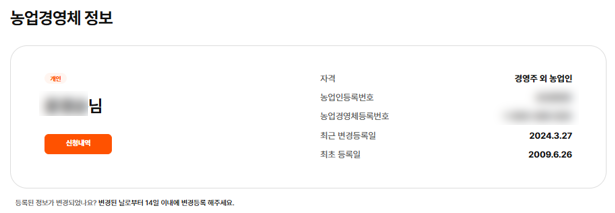 농업경영체 정보
개인
님
신청내역
자격 경영주 외 농업인
농업인등록번호
농업경영체등록번호
최근 변경등록일 2024.3.27
최초 등록일 2009.6.26
등록된 정보가 변경되었나요? 변경된 날로부터 14일 이내에 변경등록 해주세요.